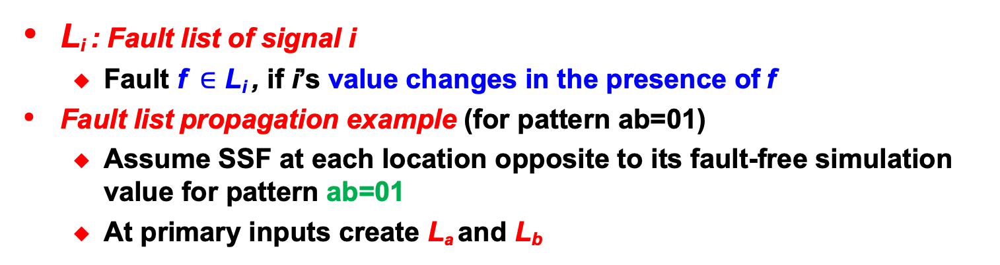 • Li : Fault list of signal i
◆ Fault f ∈ Li , if i's value changes in the presence of f
• Fault list propagation example (for pattern ab=01)
◆ Assume SSF at each location opposite to its fault-free simulation
value for pattern ab=01
◆ At primary inputs create La and Lb